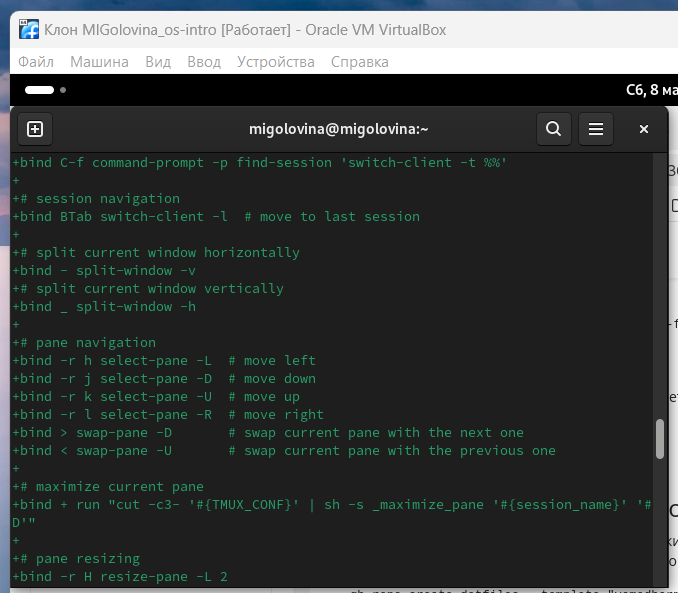 Клон MIGolovina_os-intro [Работает] - Oracle VM VirtualBox
Файл Машина Вид Ввод Устройства Справка
Сб, 8 ма
migolovina@migolovina:~
+bind C-f command-prompt -p find-session 'switch-client -t %%'
+
+# session navigation
+bind BTab switch-client -l  # move to last session
+
+# split current window horizontally
+bind - split-window -v
+# split current window vertically
+bind _ split-window -h
+
+# pane navigation
+bind -r h select-pane -L  # move left
+bind -r j select-pane -D  # move down
+bind -r k select-pane -U  # move up
+bind -r l select-pane -R  # move right
+bind > swap-pane -D       # swap current pane with the next one
+bind < swap-pane -U       # swap current pane with the previous one
+
+# maximize current pane
+bind + run "cut -c3- '#{TMUX_CONF}' | sh -s _maximize_pane '#{session_name}' '#
D'"
+
+# pane resizing
+bind -r H resize-pane -L 2